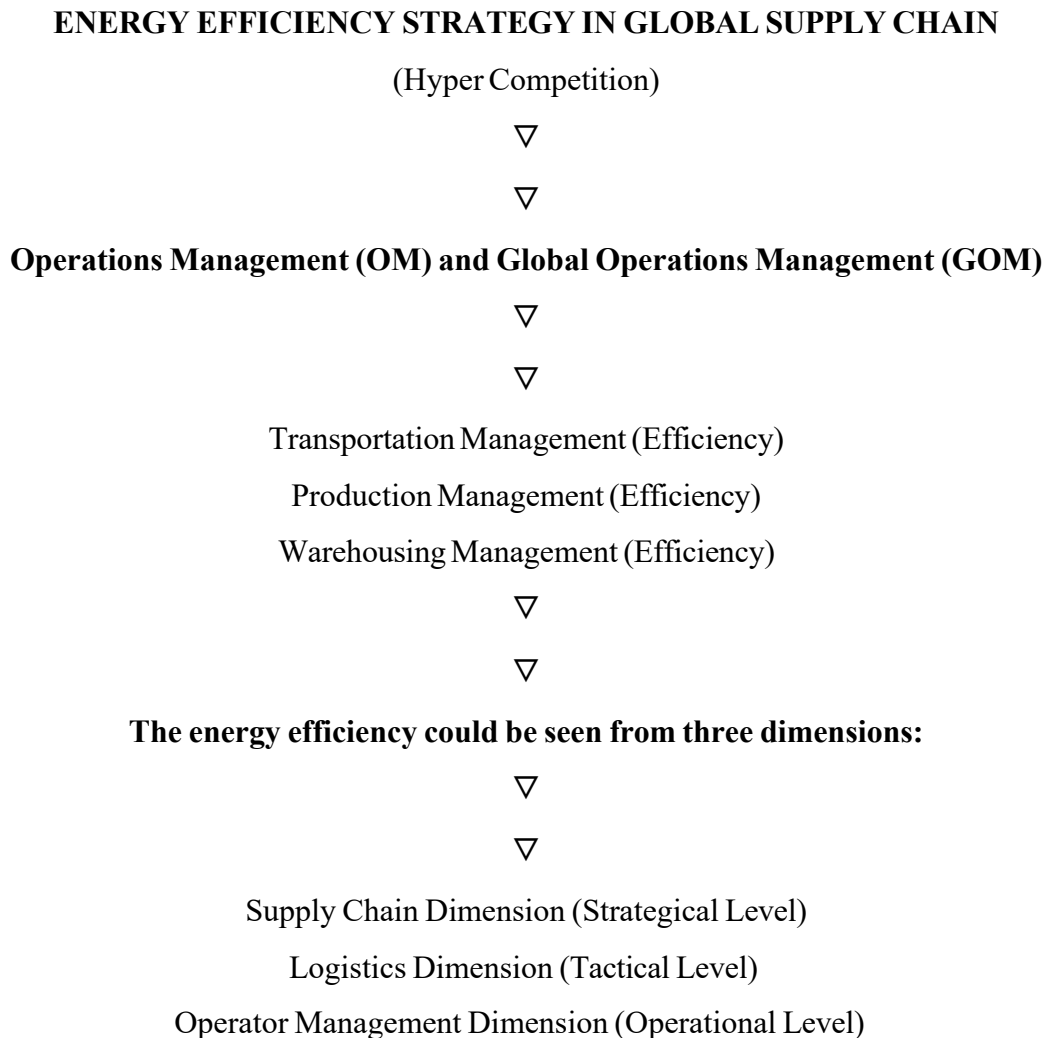 ENERGY EFFICIENCY STRATEGY IN GLOBAL SUPPLY CHAIN
(Hyper Competition)
▽
▽
Operations Management (OM) and Global Operations Management (GOM)
▽
▽
Transportation Management (Efficiency)
Production Management (Efficiency)
Warehousing Management (Efficiency)
▽
▽
The energy efficiency could be seen from three dimensions:
▽
▽
Supply Chain Dimension (Strategical Level)
Logistics Dimension (Tactical Level)
Operator Management Dimension (Operational Level)